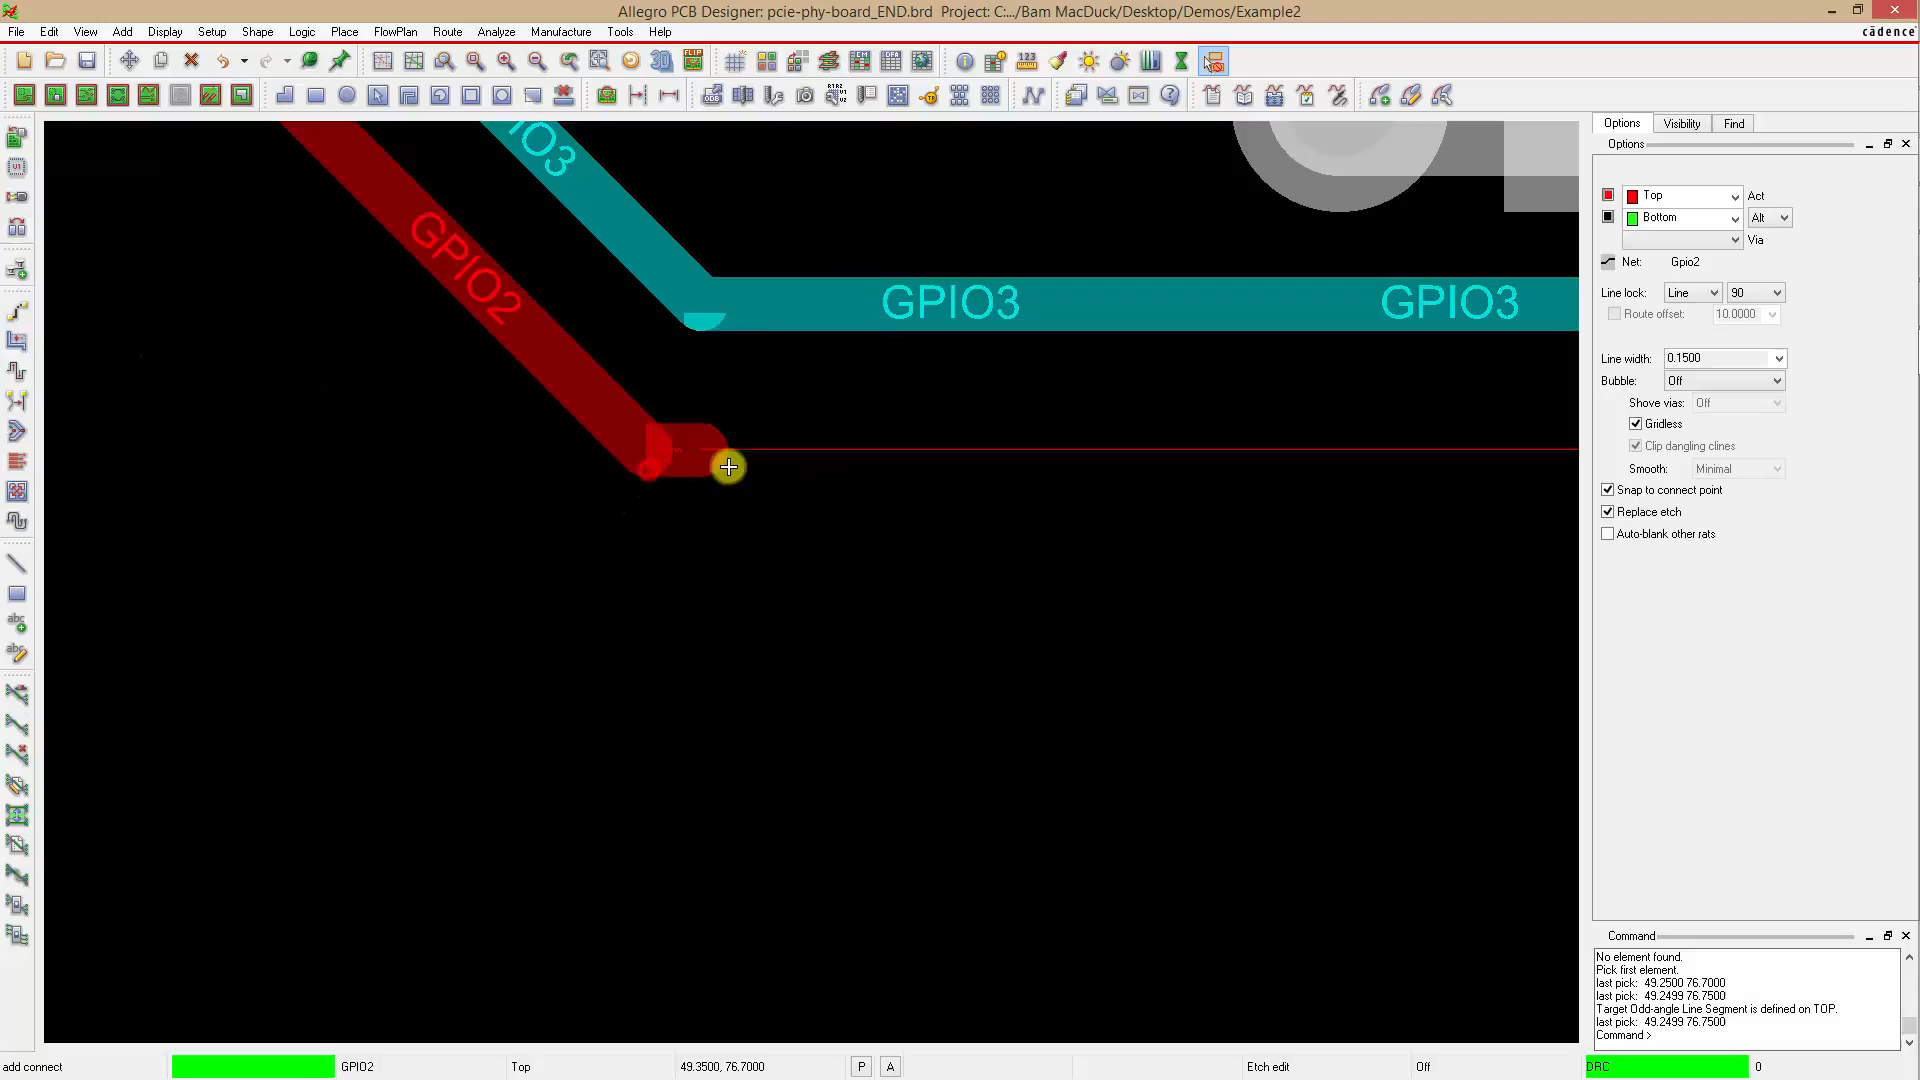 Allegro PCB Designer: pcie-phy-board_END.brd  Project: C:.../Bam MacDuck/Desktop/Demos/Example2
File Edit View Add Display Setup Shape Logic Place FlowPlan Route Analyze Manufacture Tools Help
cādence
Options Visibility Find
Options
Top Act
Bottom Alt
Via
Net: Gpio2
Line lock: Line 90
Route offset: 10.0000
Line width: 0.1500
Bubble: Off
Shove vias: Off
Gridless
Clip dangling clines
Smooth: Minimal
Snap to connect point
Replace etch
Auto-blank other rats
IO3
GPIO2
GPIO3
GPIO3
Command
No element found.
Pick first element.
last pick:  49.2500 76.7000
last pick:  49.2499 76.7500
Target Odd-angle Line Segment is defined on TOP.
last pick:  49.2499 76.7500
Command >
add connect GPIO2 Top 49.3500, 76.7000 P A Etch edit Off DRC 0